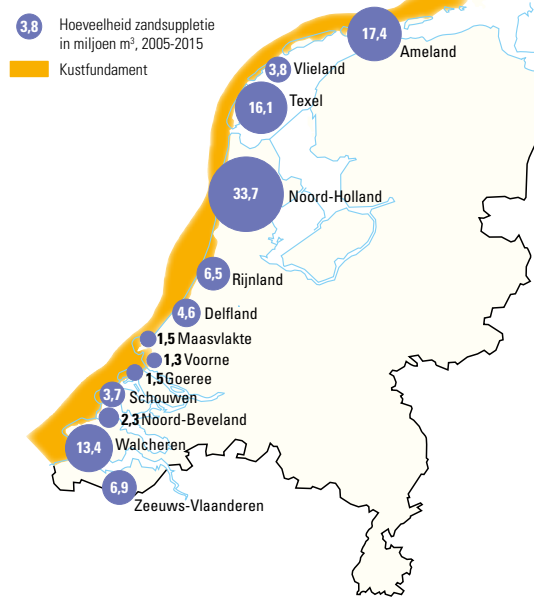 3,8 Hoeveelheid zandsuppletie
in miljoen m³, 2005-2015
Kustfundament
17,4
Ameland
3,8 Vlieland
16,1 Texel
33,7 Noord-Holland
6,5 Rijnland
4,6 Delfland
1,5 Maasvlakte
1,3 Voorne
1,5 Goeree
3,7 Schouwen
2,3 Noord-Beveland
13,4 Walcheren
6,9 Zeeuws-Vlaanderen